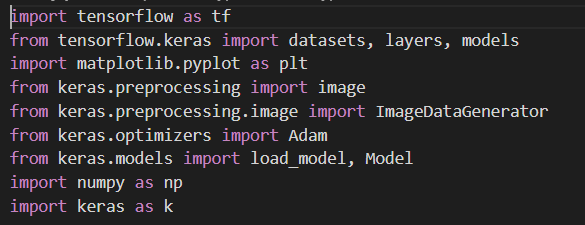 import tensorflow as tf
from tensorflow.keras import datasets, layers, models
import matplotlib.pyplot as plt
from keras.preprocessing import image
from keras.preprocessing.image import ImageDataGenerator
from keras.optimizers import Adam
from keras.models import load_model, Model
import numpy as np
import keras as k